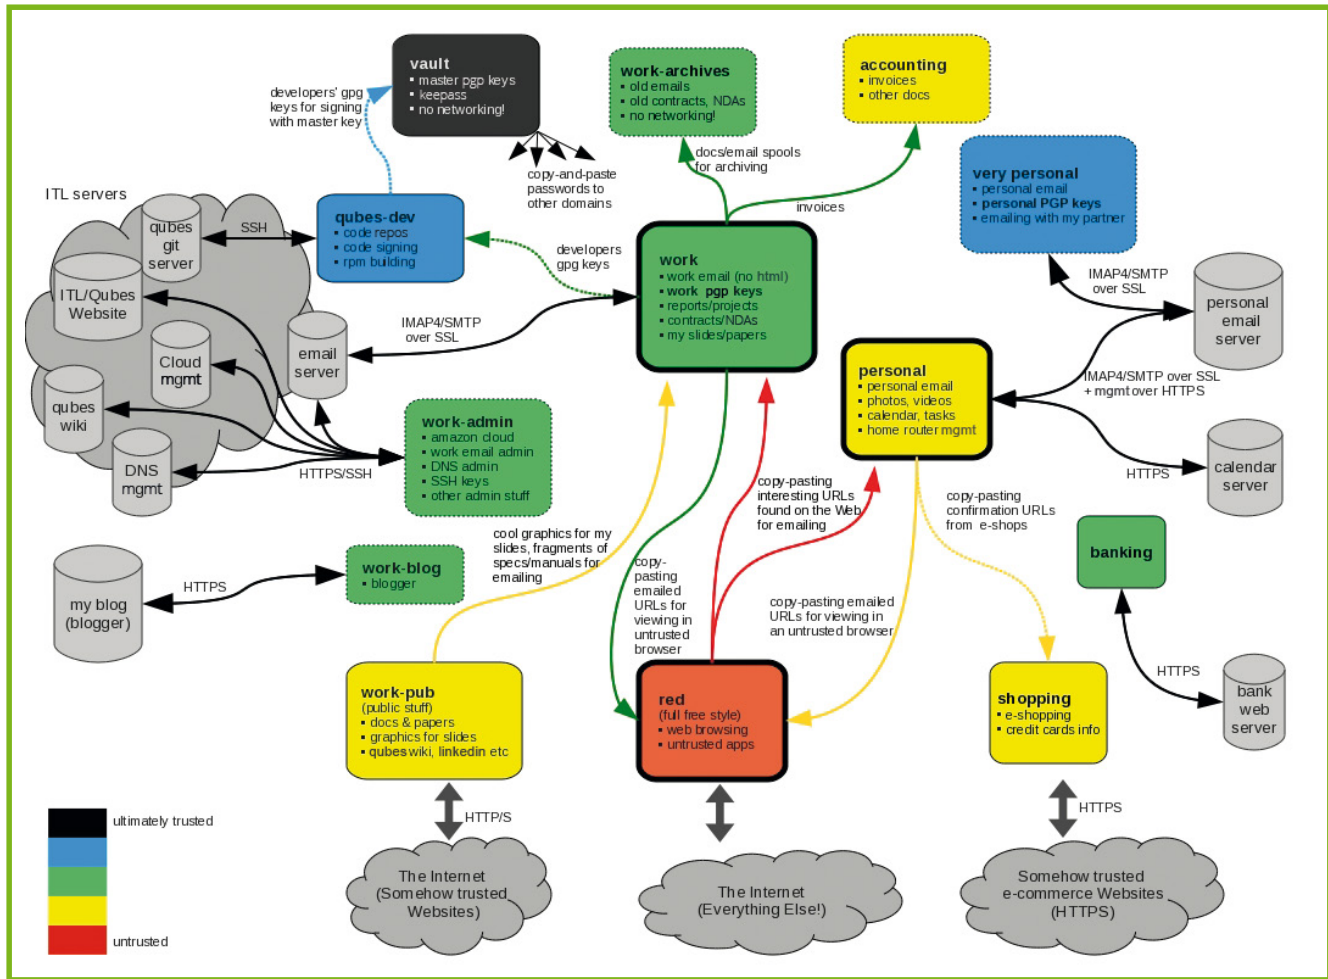 vault
▪ master pgp keys
▪ keepass
▪ no networking!
work-archives
▪ old emails
▪ old contracts, NDAs
▪ no networking!
accounting
▪ invoices
▪ other docs
developers' gpg
keys for signing
with master key
copy-and-paste
passwords to
other domains
docs/email spools
for archiving
invoices
very personal
▪ personal email
▪ personal PGP keys
▪ emailing with my partner
ITL servers
qubes
git
server
SSH
qubes-dev
▪ code repos
▪ code signing
▪ rpm building
developers
gpg keys
work
▪ work email (no html)
▪ work pgp keys
▪ reports/projects
▪ contracts/NDAs
▪ my slides/papers
IMAP4/SMTP
over SSL
personal
email
server
ITL/Qubes
Website
Cloud
mgmt
email
server
IMAP4/SMTP
over SSL
qubes
wiki
DNS
mgmt
HTTPS/SSH
work-admin
▪ amazon cloud
▪ work email admin
▪ DNS admin
▪ SSH keys
▪ other admin stuff
personal
▪ personal email
▪ photos, videos
▪ calendar, tasks
▪ home router mgmt
IMAP4/SMTP over SSL
+ mgmt over HTTPS
HTTPS
calendar
server
copy-pasting
interesting URLs
found on the Web
for emailing
copy-pasting
confirmation URLs
from e-shops
cool graphics for my
slides, fragments of
specs/manuals for
emailing
my blog
(blogger)
HTTPS
work-blog
▪ blogger
copy-
pasting
emailed
URLs for
viewing in
untrusted
browser
copy-pasting emailed
URLs for viewing in
an untrusted browser
banking
HTTPS
bank
web
server
work-pub
(public stuff)
▪ docs & papers
▪ graphics for slides
▪ qubes wiki, linkedin etc
red
(full free style)
▪ web browsing
▪ untrusted apps
shopping
▪ e-shopping
▪ credit cards info
HTTP/S
HTTPS
The Internet
(Somehow trusted
Websites)
The Internet
(Everything Else!)
Somehow trusted
e-commerce Websites
(HTTPS)
ultimately trusted
untrusted